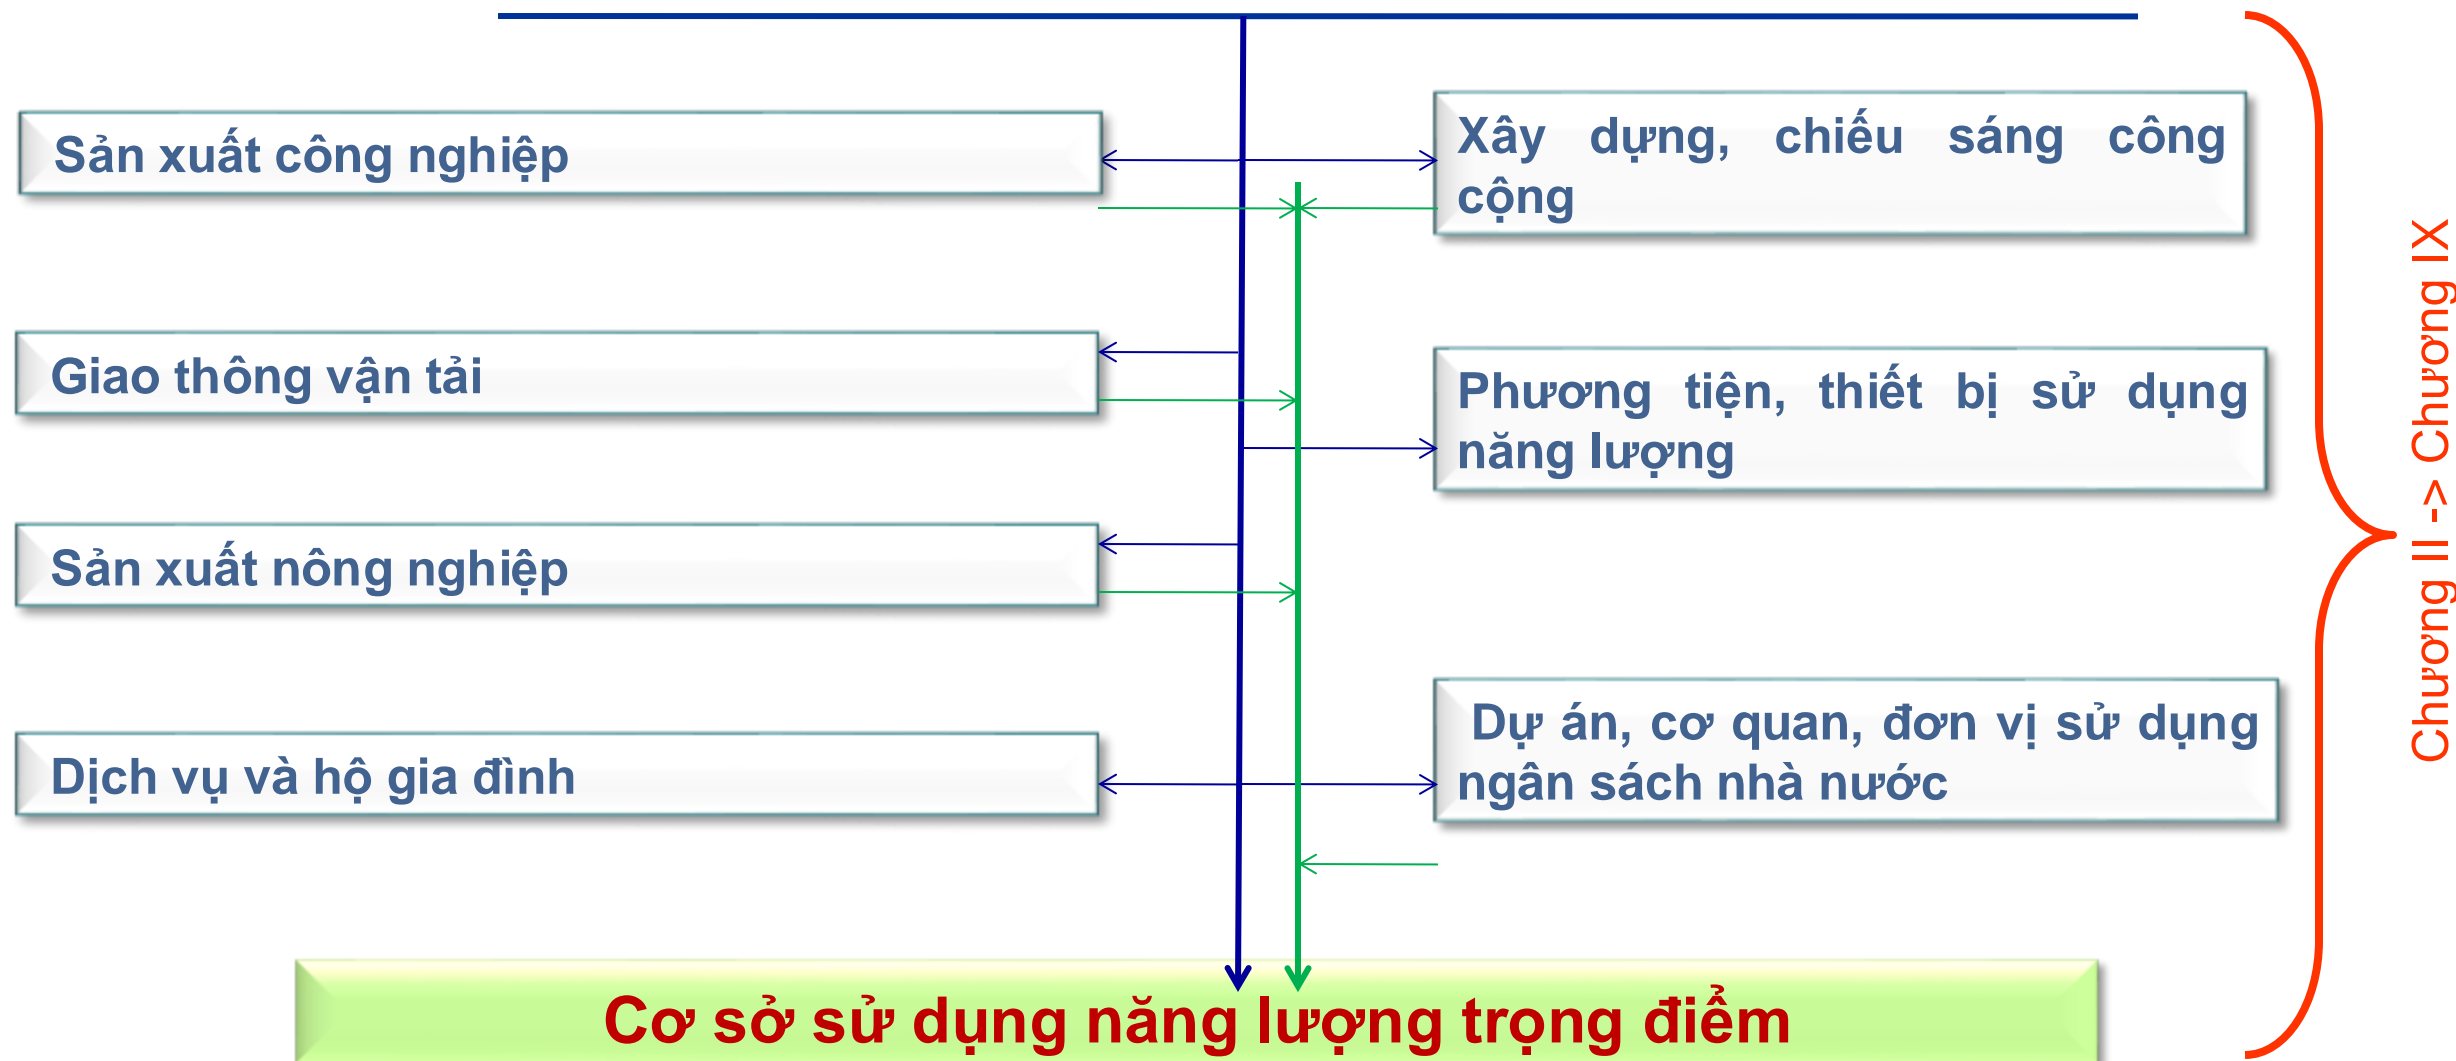 Sản xuất công nghiệp
Xây dựng, chiếu sáng công
cộng
Giao thông vận tải
Phương tiện, thiết bị sử dụng
năng lượng
Sản xuất nông nghiệp
Dịch vụ và hộ gia đình
Dự án, cơ quan, đơn vị sử dụng
ngân sách nhà nước
Cơ sở sử dụng năng lượng trọng điểm
Chương II -> Chương IX